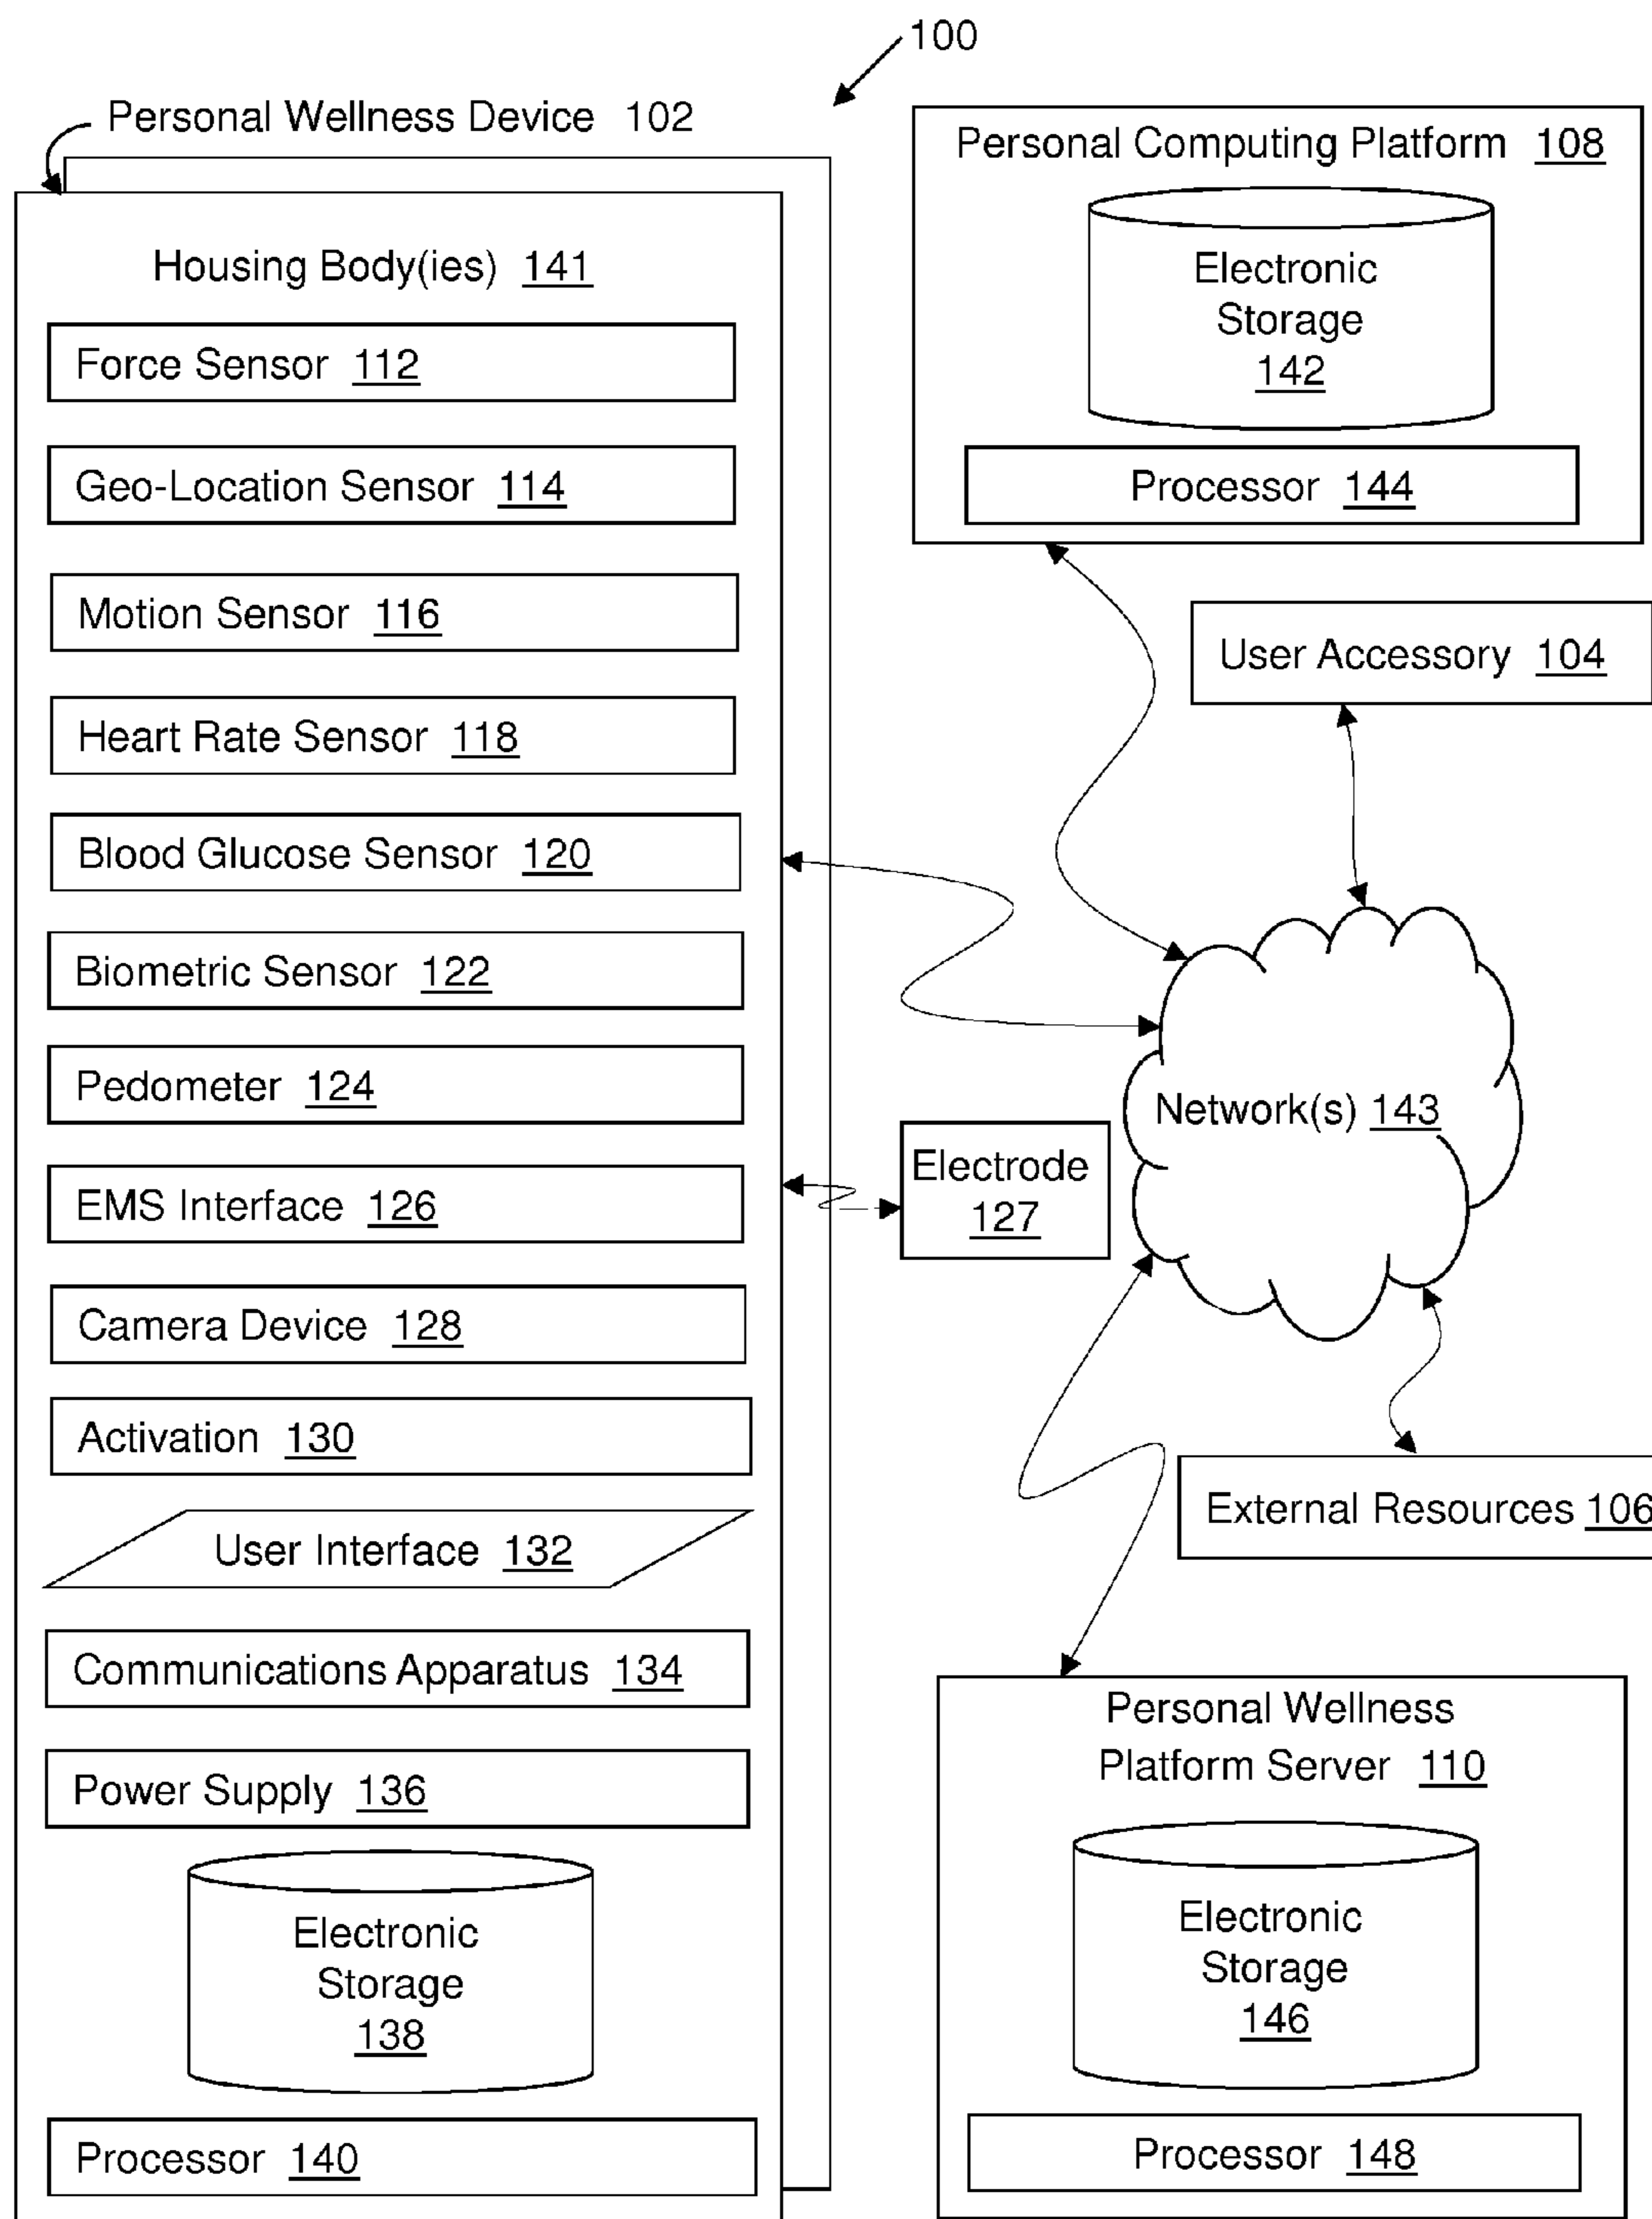 100
Personal Wellness Device 102
Housing Body(ies) 141
Force Sensor 112
Geo-Location Sensor 114
Motion Sensor 116
Heart Rate Sensor 118
Blood Glucose Sensor 120
Biometric Sensor 122
Pedometer 124
EMS Interface 126
Camera Device 128
Activation 130
User Interface 132
Communications Apparatus 134
Power Supply 136
Electronic
Storage
138
Processor 140
Personal Computing Platform 108
Electronic
Storage
142
Processor 144
User Accessory 104
Network(s) 143
Electrode
127
External Resources 106
Personal Wellness
Platform Server 110
Electronic
Storage
146
Processor 148